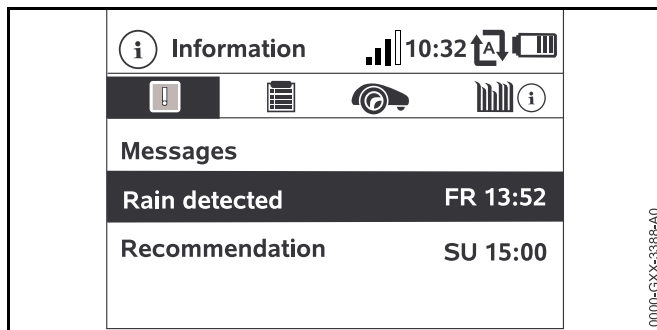 i Information 10:32 A
i
Messages
Rain detected FR 13:52
Recommendation SU 15:00
0000-GXX-3388-A0